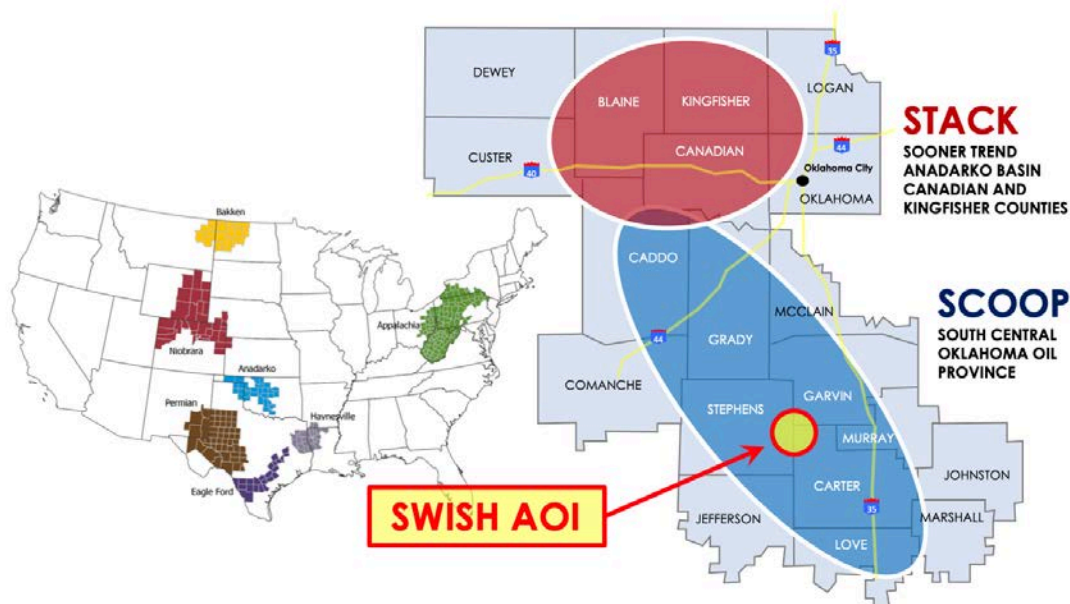 Bakken
Niobrara
Anadarko
Permian
Eagle Ford
Haynesville
Appalachia
DEWEY
BLAINE
KINGFISHER
LOGAN
35
CUSTER
CANADIAN
40
44
Oklahoma City
OKLAHOMA
STACK
SOONER TREND
ANADARKO BASIN
CANADIAN AND
KINGFISHER COUNTIES
CADDO
MCCLAIN
GRADY
44
COMANCHE
STEPHENS
GARVIN
MURRAY
CARTER
JOHNSTON
35
MARSHALL
JEFFERSON
LOVE
SCOOP
SOUTH CENTRAL
OKLAHOMA OIL
PROVINCE
SWISH AOI